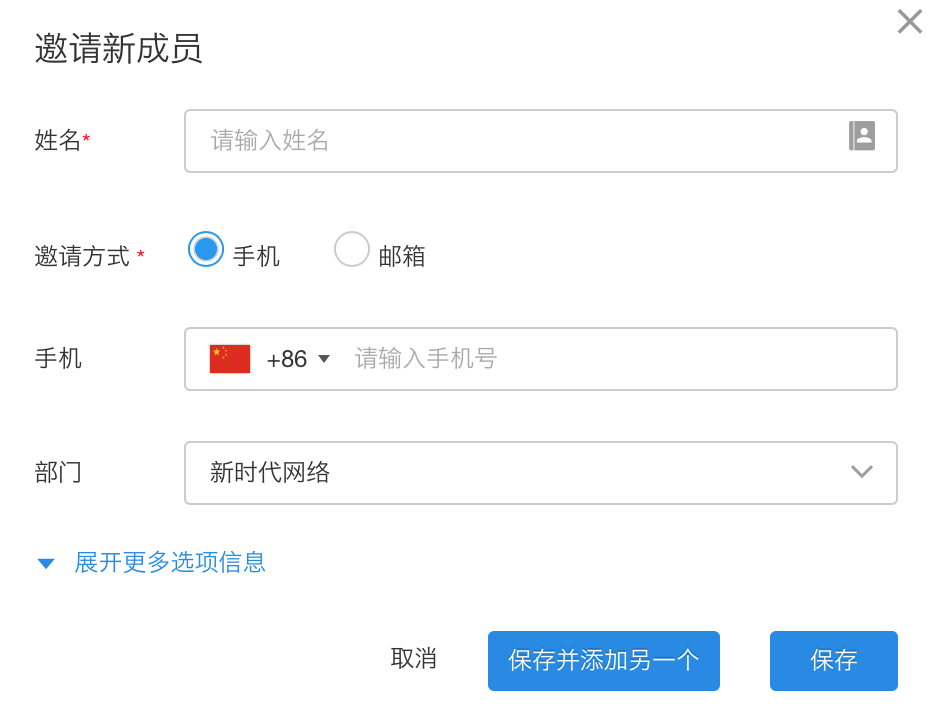 邀请新成员
姓名* 请输入姓名
邀请方式 * 手机 邮箱
手机 +86 请输入手机号
部门 新时代网络
展开更多选项信息
取消 保存并添加另一个 保存